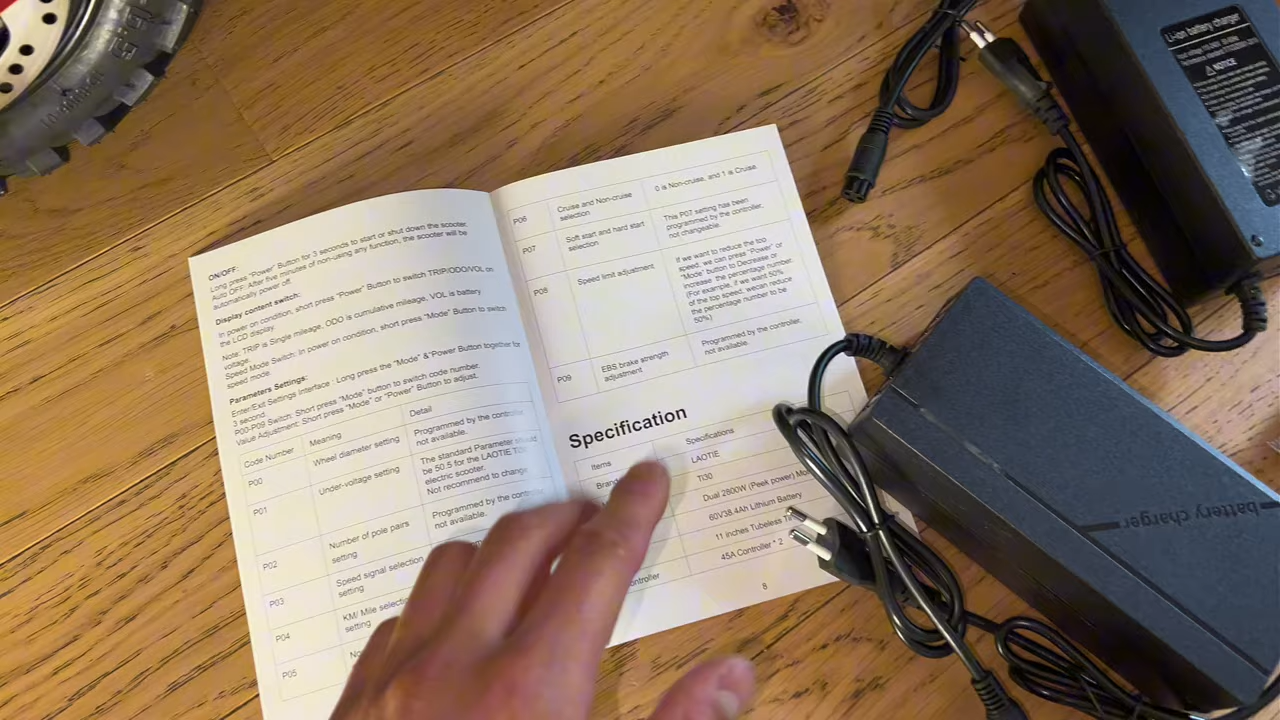 ON/OFF:
Long press "Power" Button for 3 seconds to start or shut down the scooter.
Auto OFF: After five minutes of non-using any function, the scooter will be
automatically power off.
Display content switch:
In power on condition, short press "Power" Button to switch TRIP/ODO/VOL on
the LCD display.
Note: TRIP is Single mileage, ODO is cumulative mileage, VOL is battery
voltage.
Speed Mode Switch: In power on condition, short press "Mode" Button to switch
speed mode.
Parameters Settings:
Enter/Exit Settings Interface : Long press the "Mode" &"Power Button together for
3 second.
P00-P09 Switch: Short press "Mode" button to switch code number.
Value Adjustment: Short press "Mode" or "Power" Button to adjust.
Code Number Meaning Detail
P00 Wheel diameter setting Programmed by the controller
not available.
P01 Under-voltage setting The standard Parameter should
be 50.5 for the LAOTIE
electric scooter.
Not recommend to change
P02 Number of pole pairs
setting
Programmed by the
not available.
P03 Speed signal selection
setting
P04 KM/ Mile
setting
P05
P06 Cruise and Non-cruise
selection
0 is Non-cruise, and 1 is Cruise.
P07 Soft start and hard start
selection
This P07 setting has been
programmed by the controller,
not changeable.
P08 Speed limit adjustment
If we want to reduce the top
speed, we can press "Power" or
"Mode" button to Decrease or
increase the percentage number.
(For example, if we want 50%
of the top speed, wecan reduce
the percentage number to be
50%)
P09 EBS brake strength
adjustment
Programmed by the controller,
not available.
Specification
Items Specifications
LAOTIE
Ti30
Dual 2800W (Peek power)
60V38.4Ah Lithium Battery
11 inches Tubeless
45A Controller * 2
8
Li-ion battery charger
NOTICE
battery charger